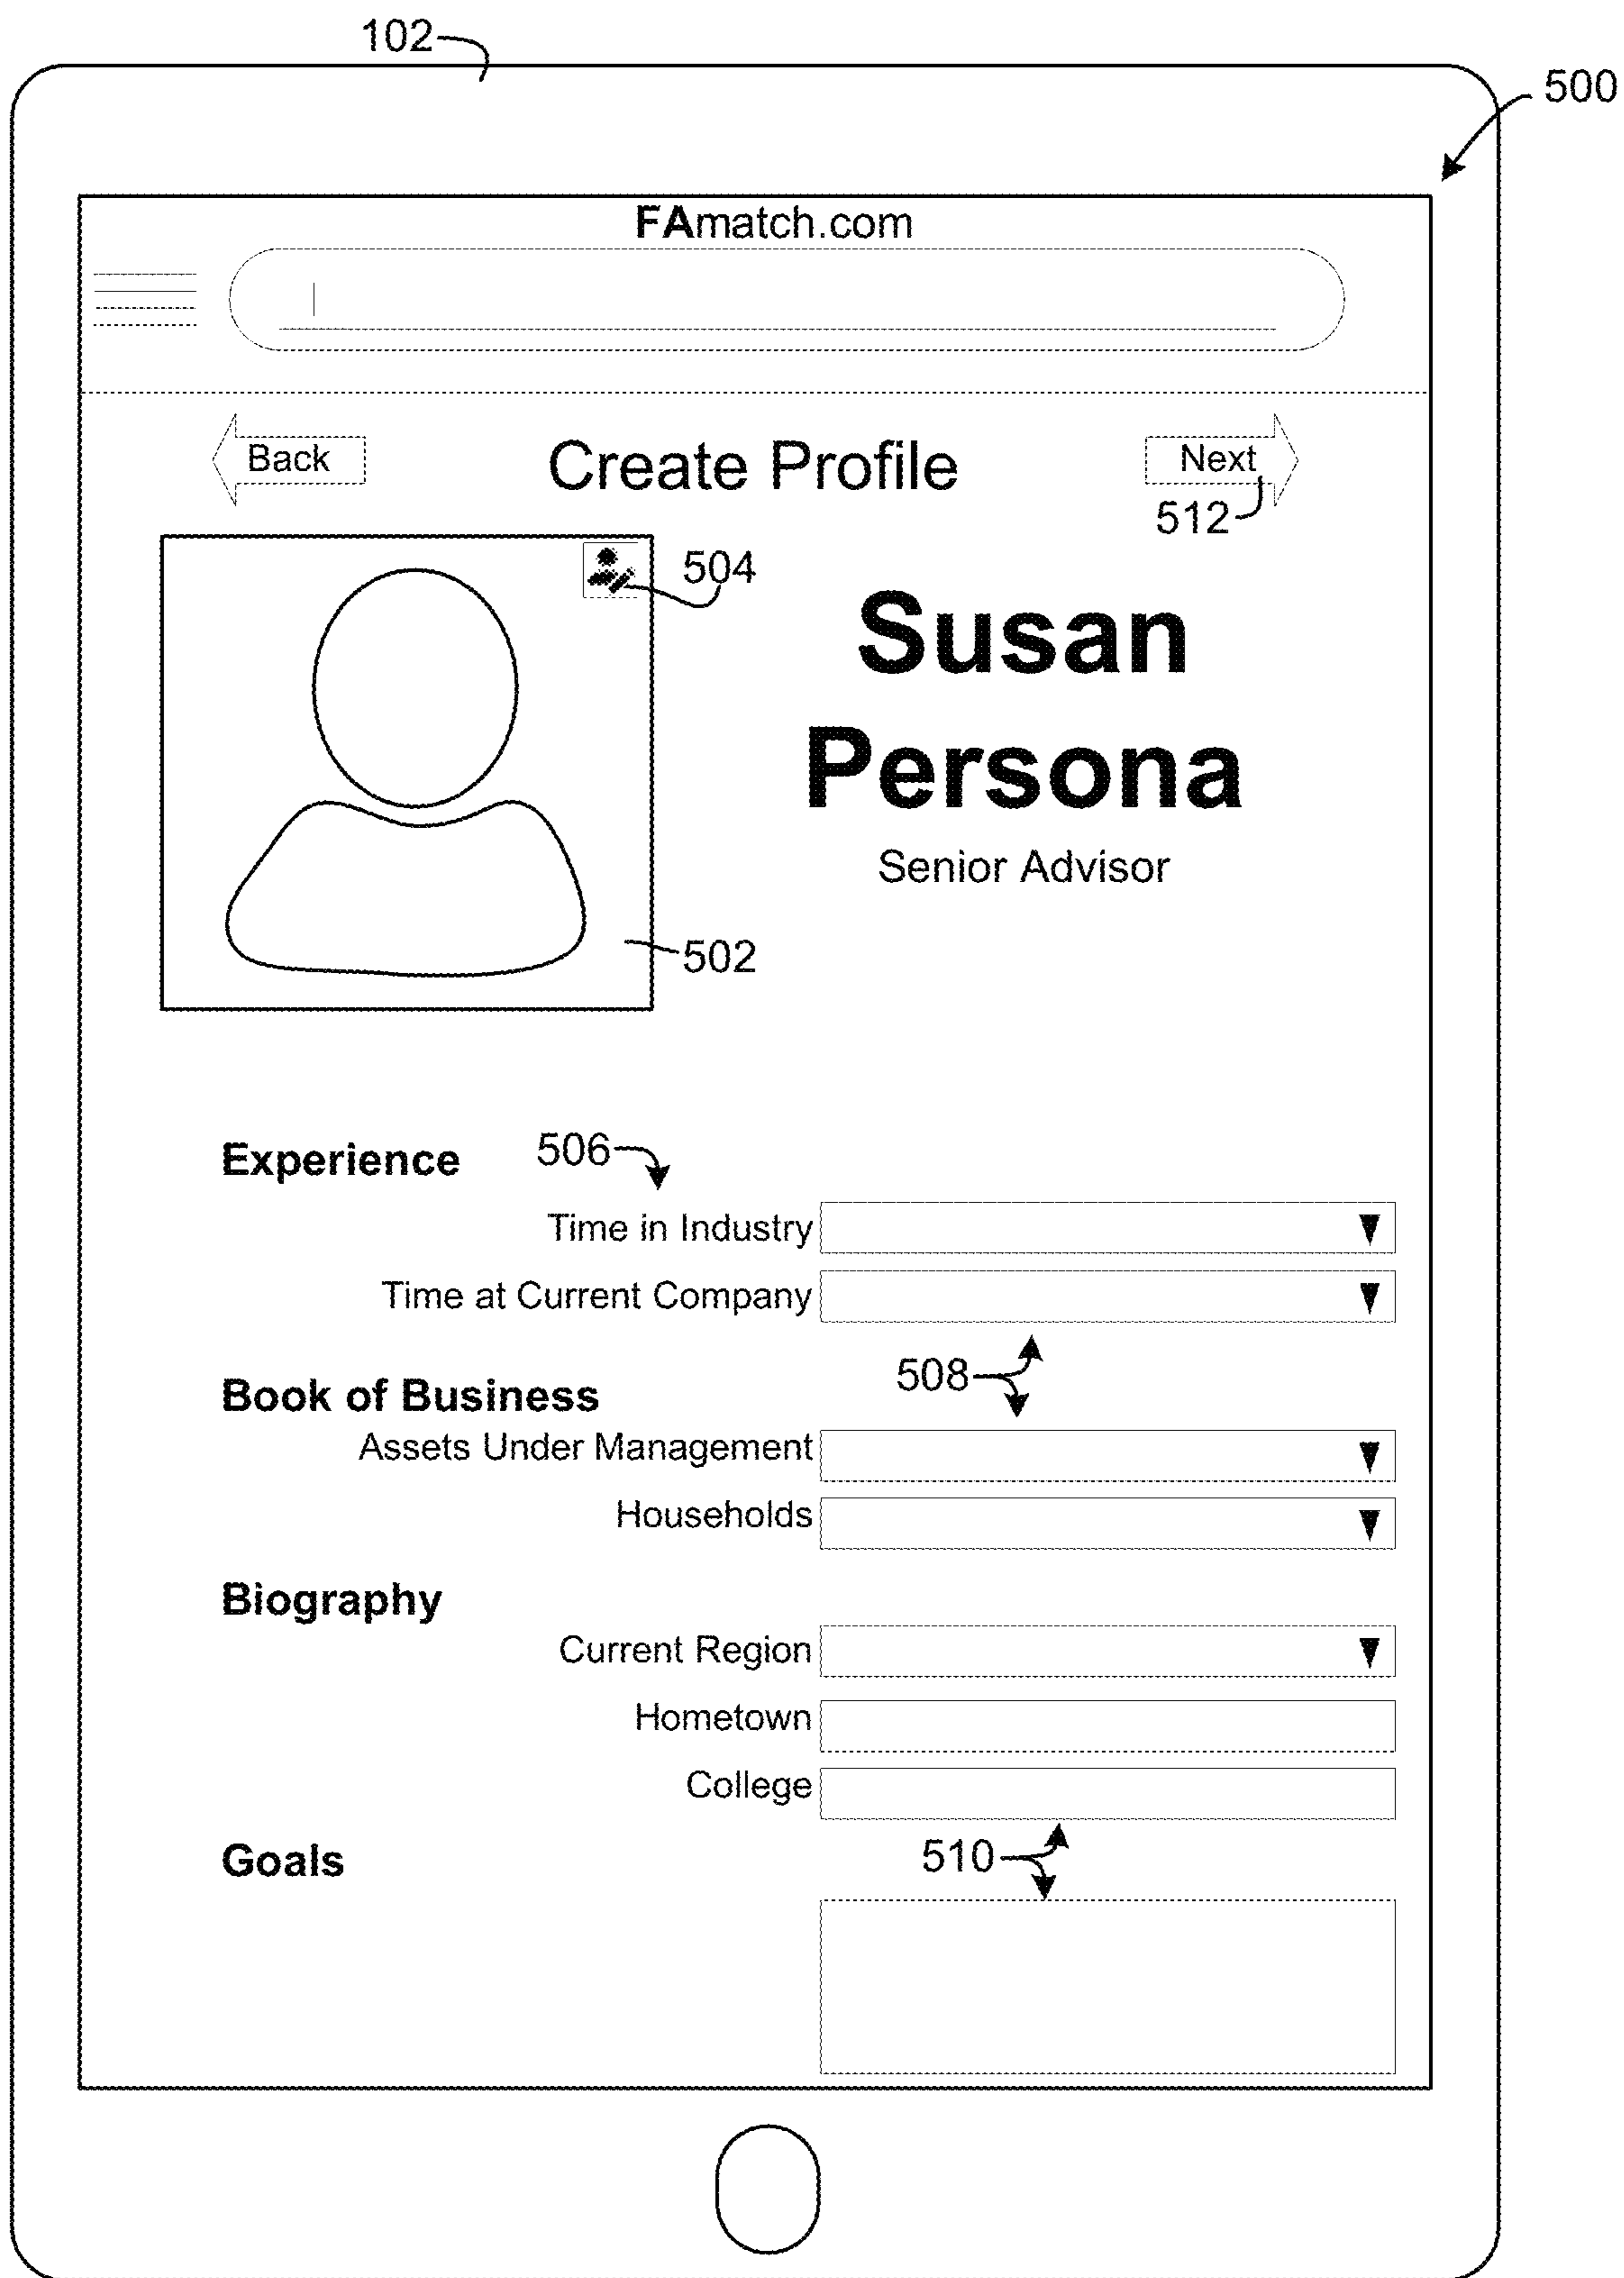 102
500
FAmatch.com
Back
Create Profile
Next
512
504
Susan
Persona
Senior Advisor
502
Experience
506
Time in Industry
Time at Current Company
508
Book of Business
Assets Under Management
Households
Biography
Current Region
Hometown
College
510
Goals